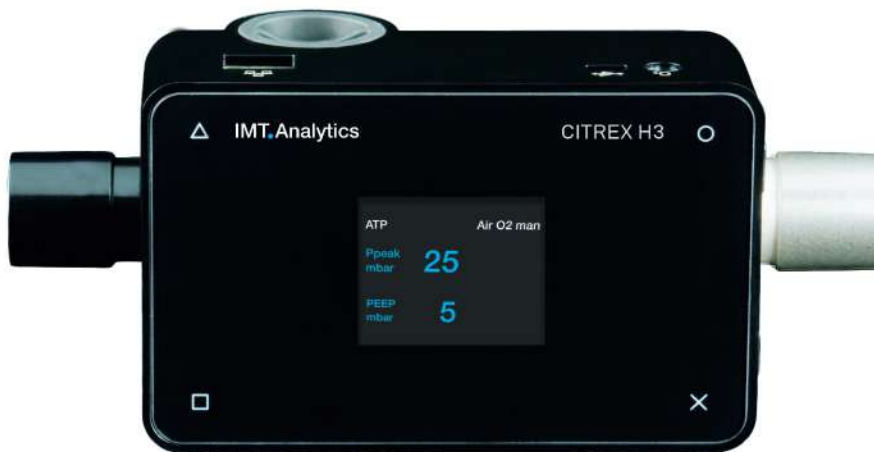 IMT.Analytics
CITREX H3
ATP
Air O2 man
Ppeak
mbar
25
PEEP
mbar
5